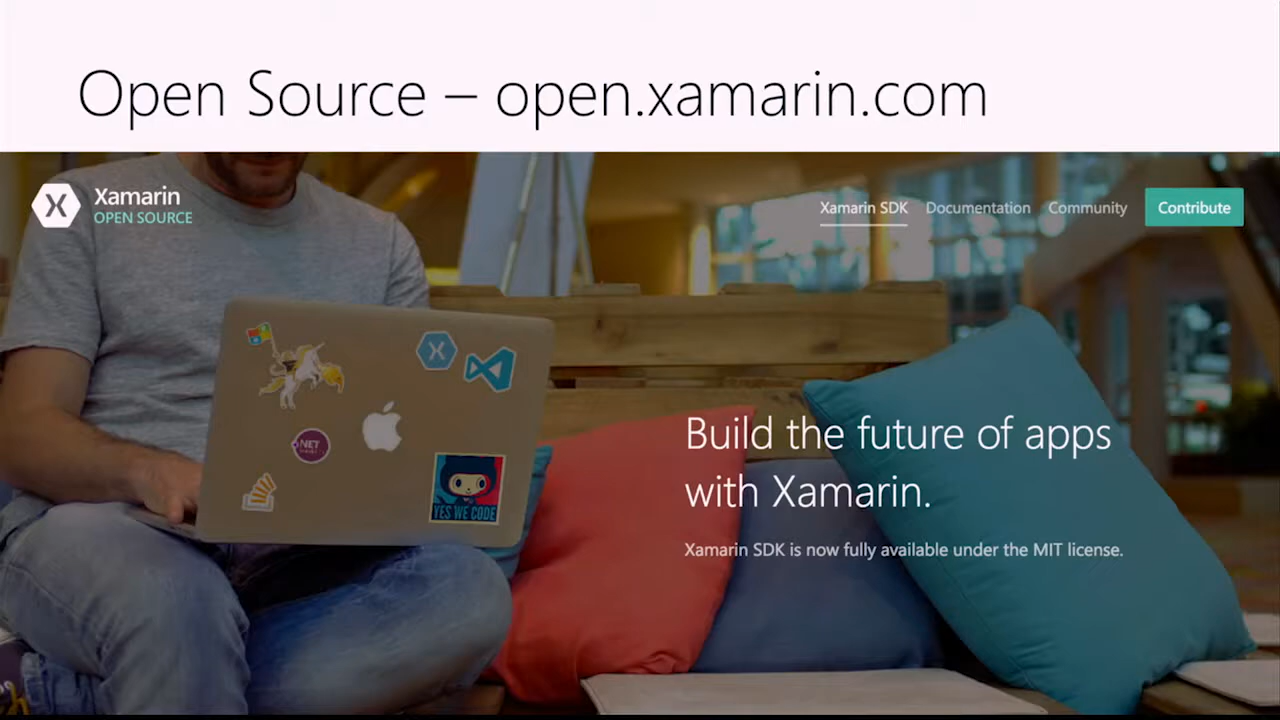 Open Source – open.xamarin.com
Xamarin
OPEN SOURCE
Xamarin SDK
Documentation
Community
Contribute
.NET
YES WE CODE
Build the future of apps
with Xamarin.
Xamarin SDK is now fully available under the MIT license.